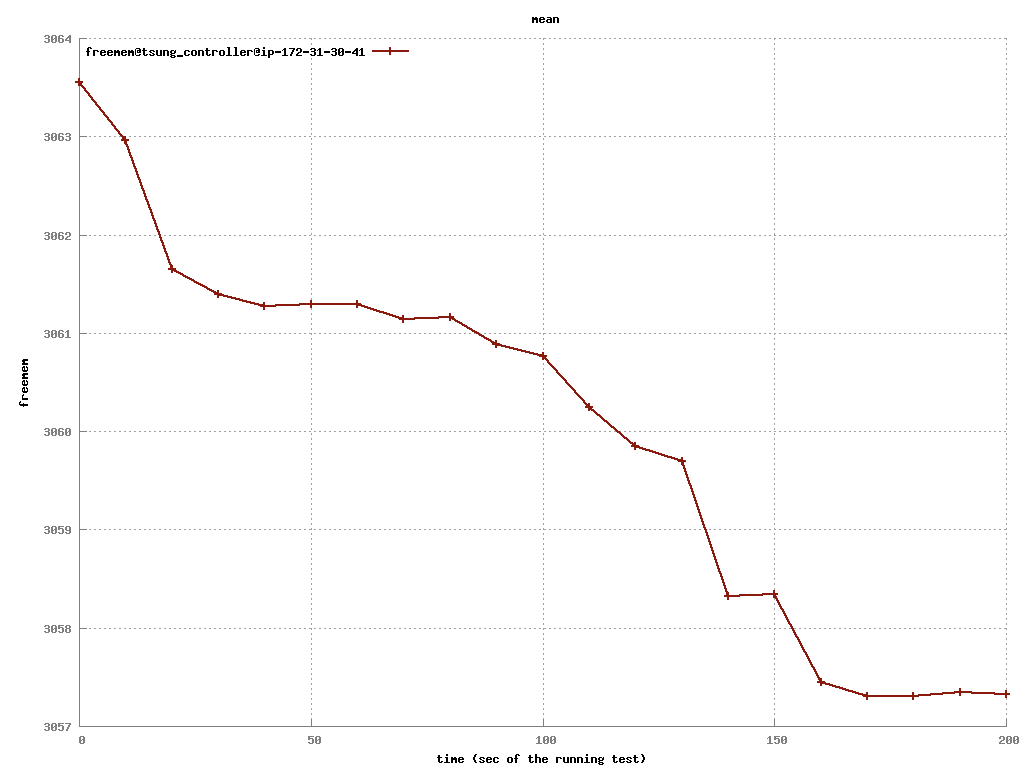 mean
3064
freemem@tsung_controller@ip-172-31-30-41
3063
3062
3061
freemem
3060
3059
3058
3057
0 50 100 150 200
time (sec of the running test)